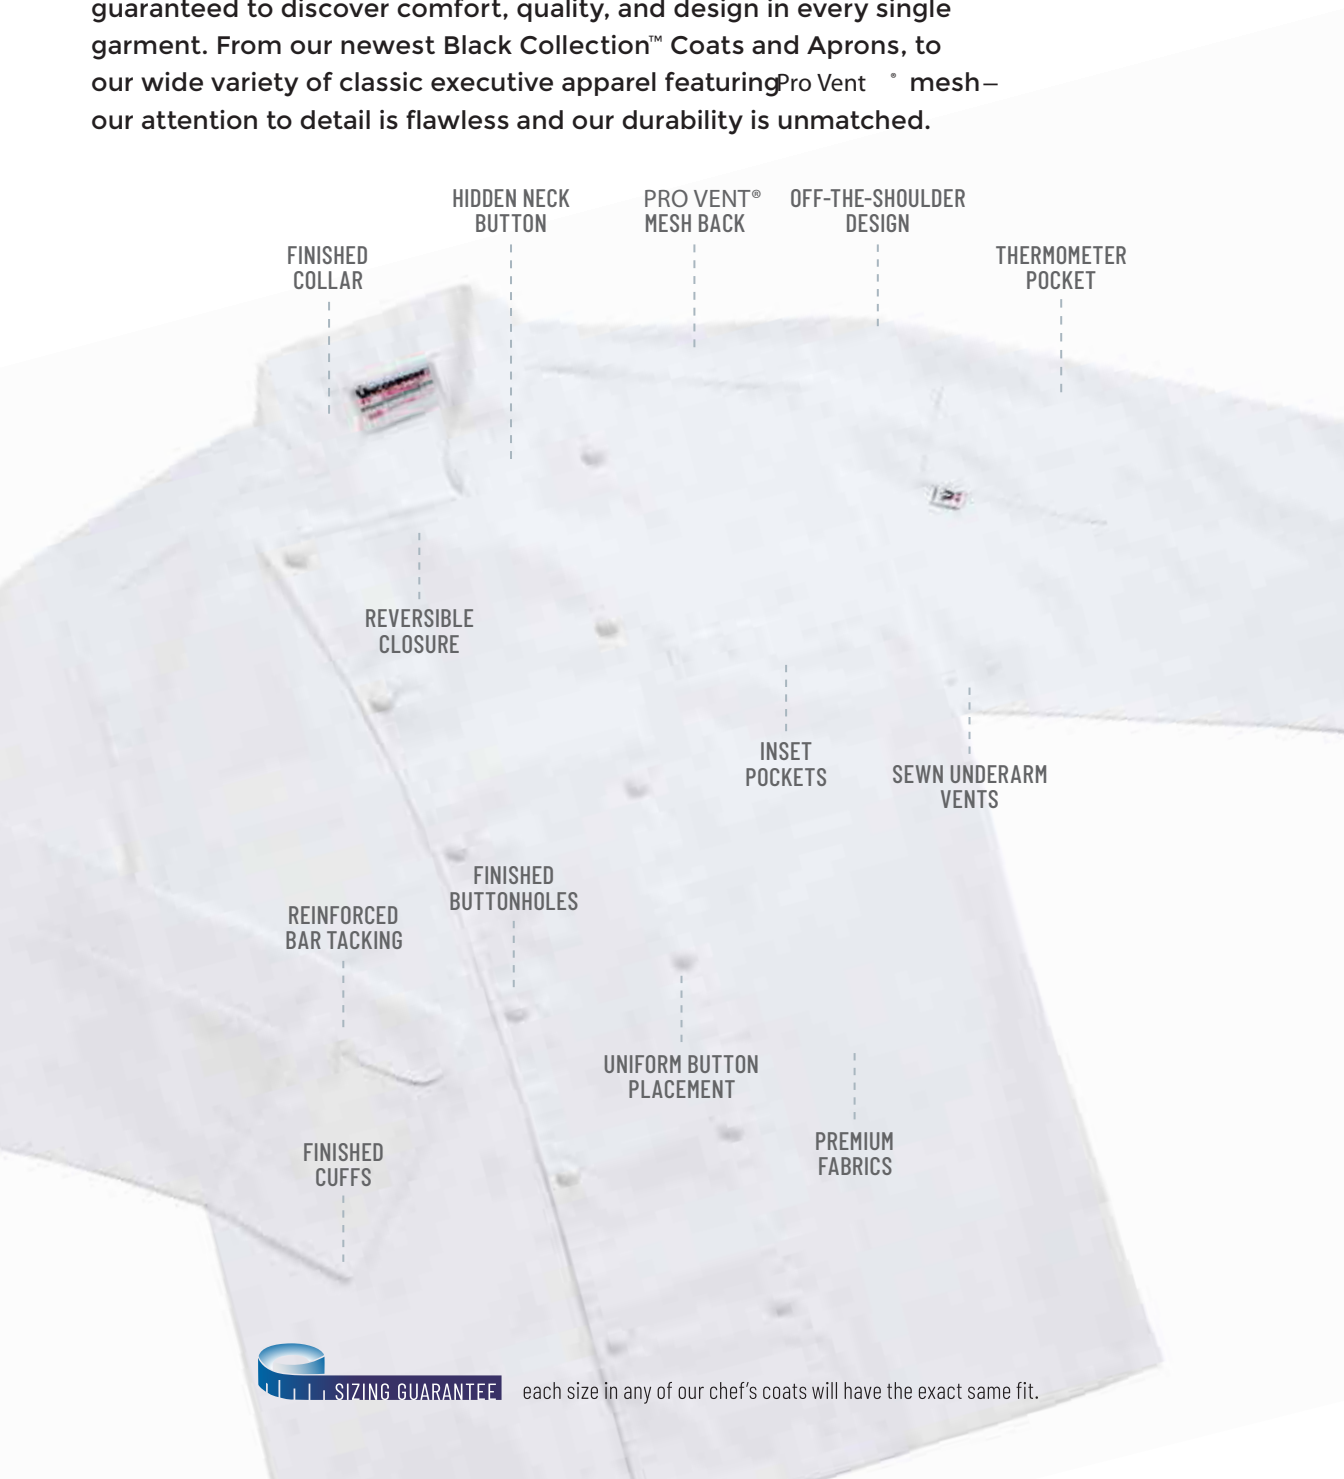 guaranteed to discover comfort, quality, and design in every single
garment. From our newest Black Collection™ Coats and Aprons, to
our wide variety of classic executive apparel featuringPro Vent ® mesh–
our attention to detail is flawless and our durability is unmatched.
HIDDEN NECK
BUTTON
PRO VENT®
MESH BACK
OFF-THE-SHOULDER
DESIGN
FINISHED
COLLAR
THERMOMETER
POCKET
REVERSIBLE
CLOSURE
INSET
POCKETS
SEWN UNDERARM
VENTS
FINISHED
BUTTONHOLES
REINFORCED
BAR TACKING
UNIFORM BUTTON
PLACEMENT
PREMIUM
FABRICS
FINISHED
CUFFS
SIZING GUARANTEE
each size in any of our chef's coats will have the exact same fit.